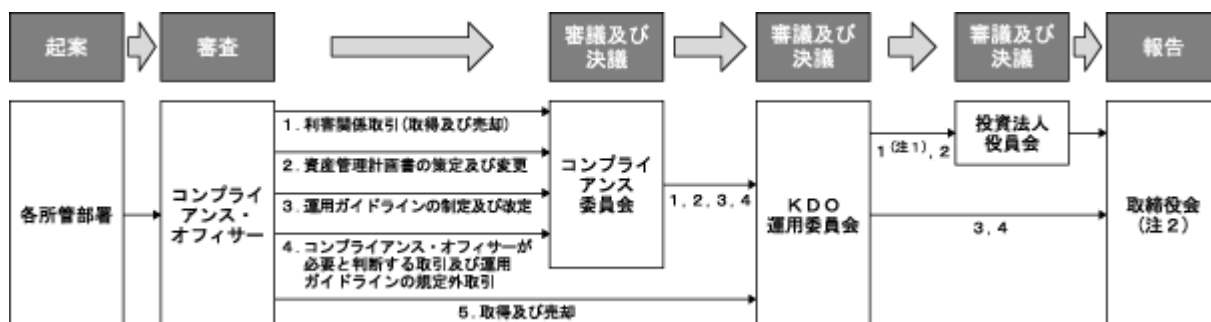 起案
審査
審議及び
決議
審議及び
決議
審議及び
決議
報告
各所管部署
コンプライ
アンス・
オフィサー
1．利害関係取引(取得及び売却)
2．資産管理計画書の策定及び変更
3．運用ガイドラインの制定及び改定
4．コンプライアンス・オフィサーが
必要と判断する取引及び運用
ガイドラインの規定外取引
5．取得及び売却
コンプライ
アンス
委員会
1, 2, 3, 4
ＫＤＯ
運用委員会
1(注1), 2
3, 4
投資法人
役員会
取締役会
(注２)